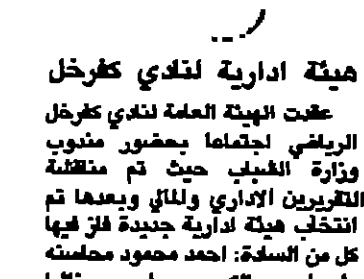 هيئة ادارية لنادي كفرخل
عقدت الهيئة العامة لنادي كفرخل
الرياضي اجتماعا بحضور مندوب
وزارة الشباب حيث تم مناقشة
التقريرين الاداري والمالي وبعدها تم
انتخاب هيئة ادارية جديدة فاز فيها
كل من السادة: احمد محمود محاسنه